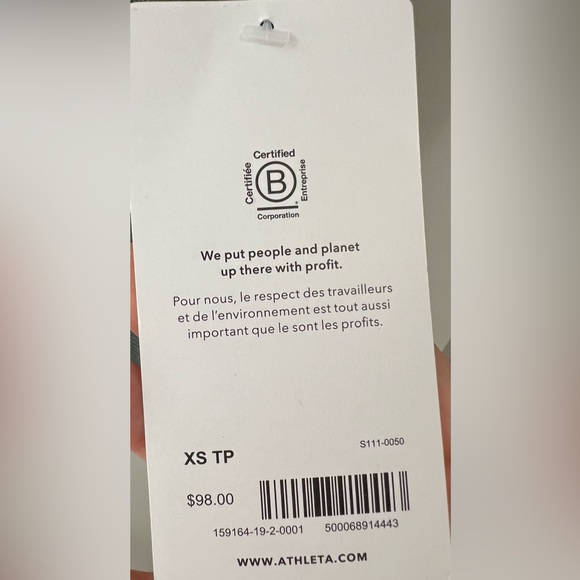 Certified
Certifiée
B
Entreprise
Corporation
We put people and planet
up there with profit.
Pour nous, le respect des travailleurs
et de l'environnement est tout aussi
important que le sont les profits.
S111-0050
XS TP
$98.00
159164-19-2-0001 500068914443
WWW.ATHLETA.COM